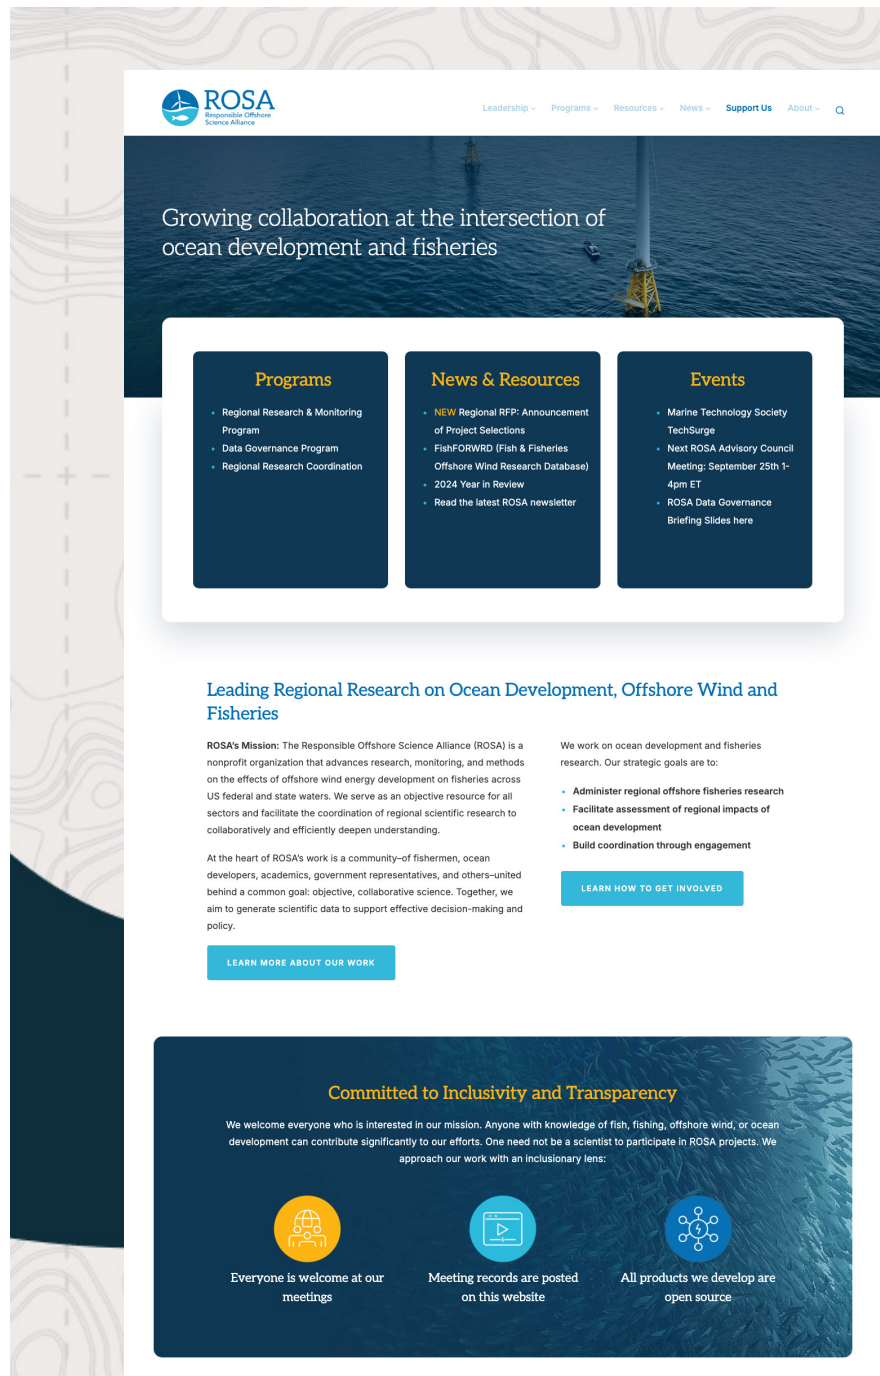 ROSA
Responsible Offshore
Science Alliance
Leadership
Programs
Resources
News
Support Us
About
Growing collaboration at the intersection of
ocean development and fisheries
Programs
Regional Research & Monitoring
Program
Data Governance Program
Regional Research Coordination
News & Resources
NEW Regional RFP: Announcement
of Project Selections
FishFORWRD (Fish & Fisheries
Offshore Wind Research Database)
2024 Year in Review
Read the latest ROSA newsletter
Events
Marine Technology Society
TechSurge
Next ROSA Advisory Council
Meeting: September 25th 1-
4pm ET
ROSA Data Governance
Briefing Slides here
Leading Regional Research on Ocean Development, Offshore Wind and
Fisheries
ROSA's Mission: The Responsible Offshore Science Alliance (ROSA) is a
nonprofit organization that advances research, monitoring, and methods
on the effects of offshore wind energy development on fisheries across
US federal and state waters. We serve as an objective resource for all
sectors and facilitate the coordination of regional scientific research to
collaboratively and efficiently deepen understanding.
At the heart of ROSA's work is a community–of fishermen, ocean
developers, academics, government representatives, and others–united
behind a common goal: objective, collaborative science. Together, we
aim to generate scientific data to support effective decision-making and
policy.
LEARN MORE ABOUT OUR WORK
We work on ocean development and fisheries
research. Our strategic goals are to:
Administer regional offshore fisheries research
Facilitate assessment of regional impacts of
ocean development
Build coordination through engagement
LEARN HOW TO GET INVOLVED
Committed to Inclusivity and Transparency
We welcome everyone who is interested in our mission. Anyone with knowledge of fish, fishing, offshore wind, or ocean
development can contribute significantly to our efforts. One need not be a scientist to participate in ROSA projects. We
approach our work with an inclusionary lens:
Everyone is welcome at our
meetings
Meeting records are posted
on this website
All products we develop are
open source